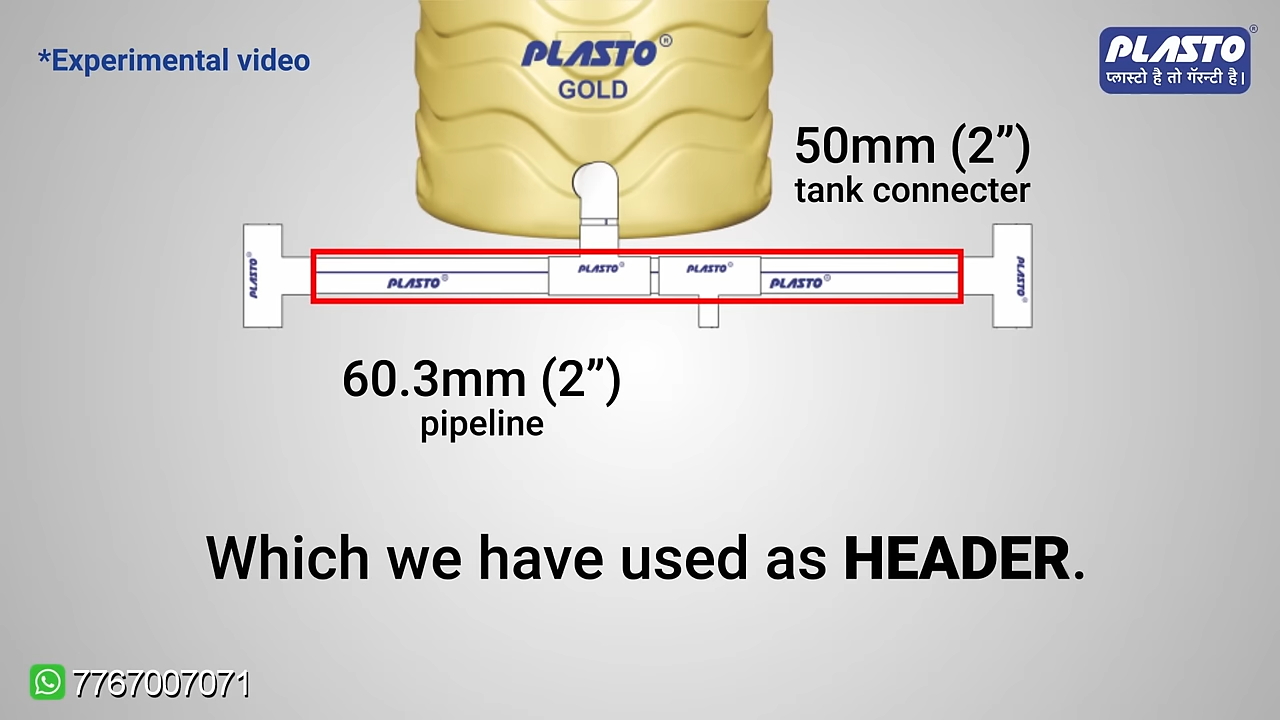 *Experimental video
PLASTO®
GOLD
PLASTO®
प्लास्टो है तो गॅरन्टी है।
50mm (2”)
tank connecter
PLASTO®
PLASTO®
PLASTO®
PLASTO®
PLASTO®
PLASTO®
60.3mm (2”)
pipeline
Which we have used as HEADER.
7767007071